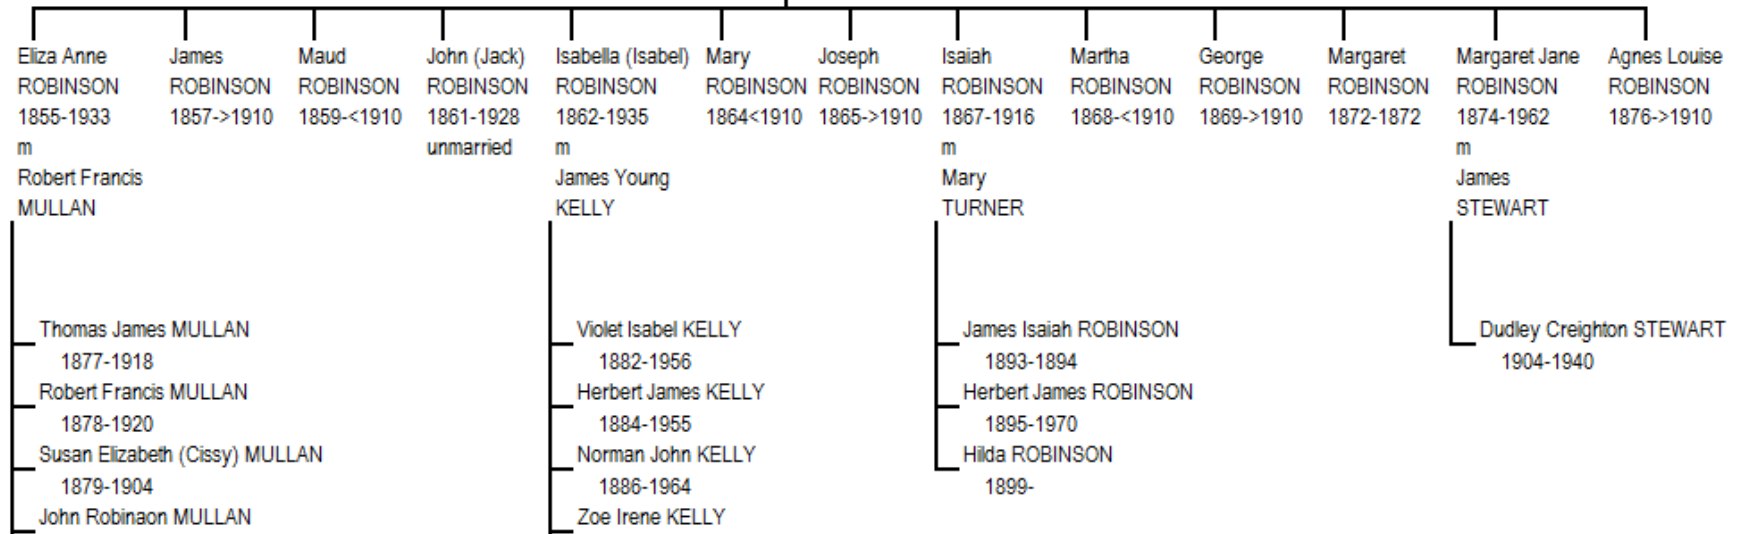 Eliza Anne
ROBINSON
1855-1933
m
Robert Francis
MULLAN
Thomas James MULLAN
1877-1918
Robert Francis MULLAN
1878-1920
Susan Elizabeth (Cissy) MULLAN
1879-1904
John Robinaon MULLAN
James
ROBINSON
1857->1910
Maud
ROBINSON
1859-<1910
John (Jack)
ROBINSON
1861-1928
unmarried
Isabella (Isabel)
ROBINSON
1862-1935
m
James Young
KELLY
Violet Isabel KELLY
1882-1956
Herbert James KELLY
1884-1955
Norman John KELLY
1886-1964
Zoe Irene KELLY
Mary
ROBINSON
1864<1910
Joseph
ROBINSON
1865->1910
Isaiah
ROBINSON
1867-1916
m
Mary
TURNER
James Isaiah ROBINSON
1893-1894
Herbert James ROBINSON
1895-1970
Hilda ROBINSON
1899-
Martha
ROBINSON
1868-<1910
George
ROBINSON
1869->1910
Margaret
ROBINSON
1872-1872
Margaret Jane
ROBINSON
1874-1962
m
James
STEWART
Dudley Creighton STEWART
1904-1940
Agnes Louise
ROBINSON
1876->1910